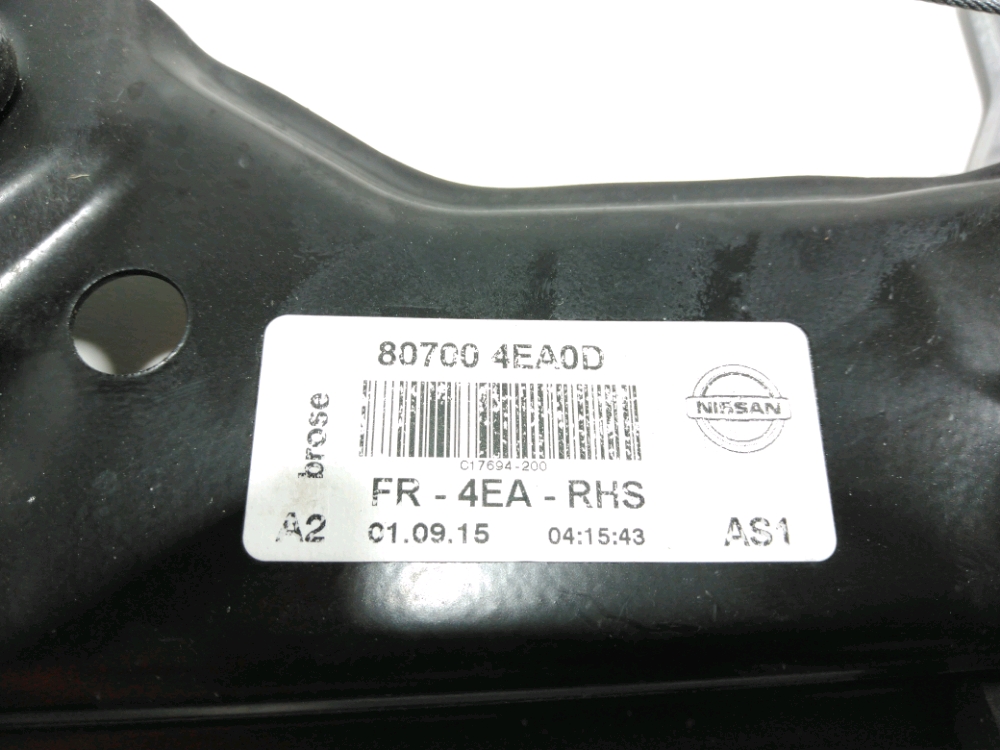 80700 4EA0D
NISSAN
brose
C17694-200
FR - 4EA - RHS
A2 01.09.15 04:15:43 AS1